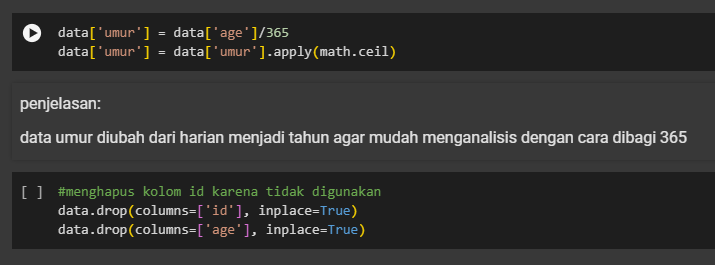 data['umur'] = data['age']/365
data['umur'] = data['umur'].apply(math.ceil)
penjelasan:
data umur diubah dari harian menjadi tahun agar mudah menganalisis dengan cara dibagi 365
[ ] #menghapus kolom id karena tidak digunakan
data.drop(columns=['id'], inplace=True)
data.drop(columns=['age'], inplace=True)